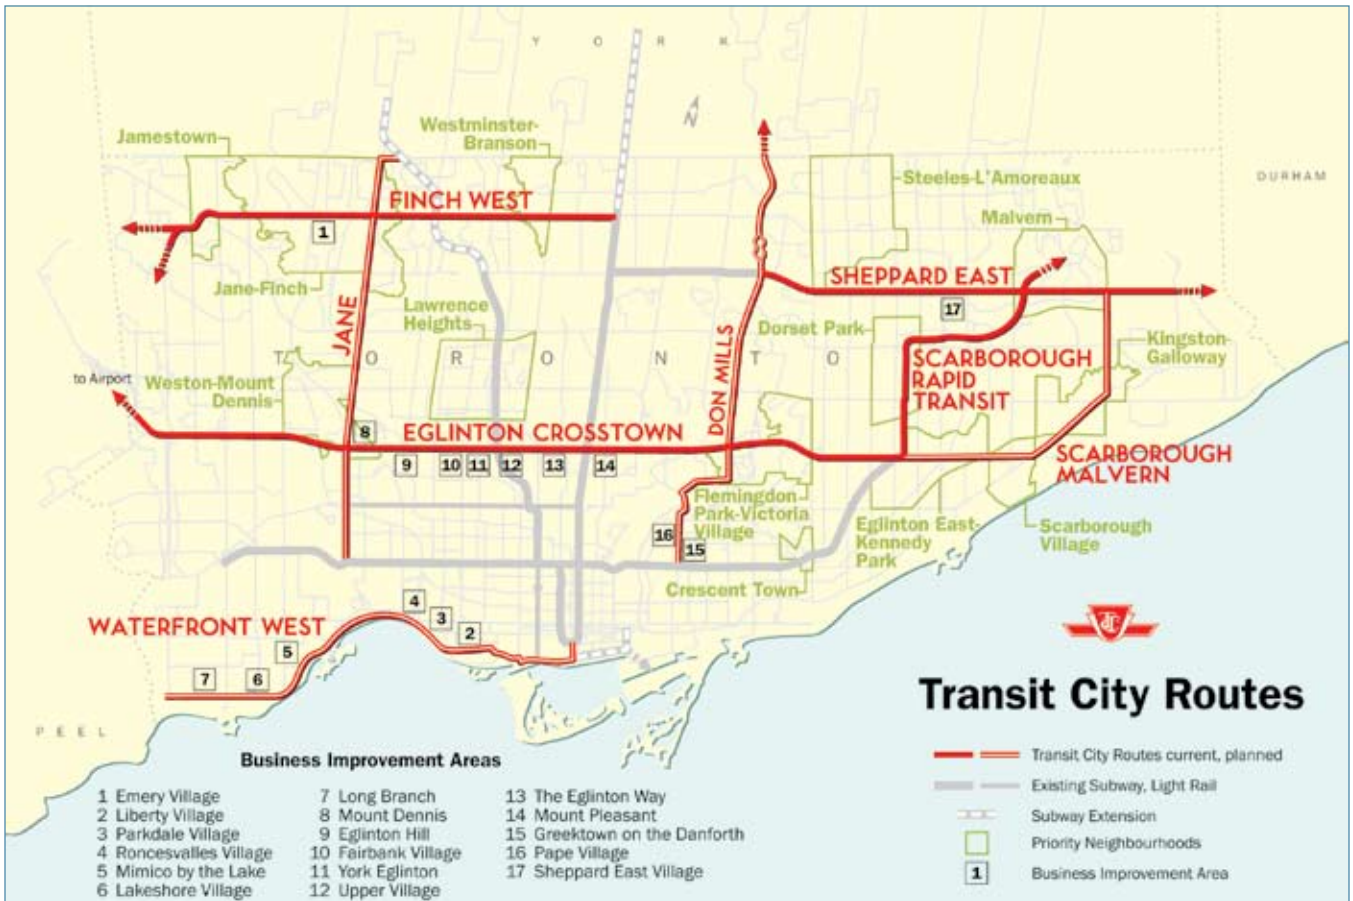 Y O R K
N
Jamestown
Westminster-
Branson
Steeles-L'Amoreaux
DURHAM
FINCH WEST
Malvern
1
SHEPPARD EAST
Jane-Finch
17
Lawrence
Heights
JANE
Dorset Park
DON MILLS
Kingston-
Galloway
T O R O N T O
SCARBOROUGH
RAPID
TRANSIT
to Airport
Weston-Mount
Dennis
8
EGLINTON CROSSTOWN
SCARBOROUGH
MALVERN
9
10
11
12
13
14
Flemingdon
Park-Victoria
Village
Eglinton East-
Kennedy
Park
Scarborough
Village
16
15
Crescent Town
WATERFRONT WEST
4
3
2
5
6
7
PEEL
Transit City Routes
Transit City Routes current, planned
Existing Subway, Light Rail
Subway Extension
Priority Neighbourhoods
1 Business Improvement Area
Business Improvement Areas
1 Emery Village
2 Liberty Village
3 Parkdale Village
4 Roncesvalles Village
5 Mimico by the Lake
6 Lakeshore Village
7 Long Branch
8 Mount Dennis
9 Eglinton Hill
10 Fairbank Village
11 York Eglinton
12 Upper Village
13 The Eglinton Way
14 Mount Pleasant
15 Greektown on the Danforth
16 Pape Village
17 Sheppard East Village